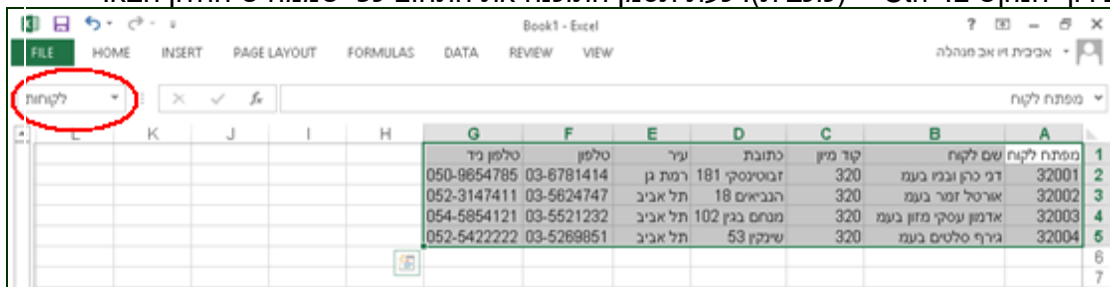 Book1 - Excel
FILE HOME INSERT PAGE LAYOUT FORMULAS DATA REVIEW VIEW
אביבית זיו אב מנהלה
לקוחות
fx
מפתח לקוח
L K J I H G F E D C B A
1 מפתח לקוח שם לקוח קוד מיון כתובת עיר טלפון טלפון ניד
2 32001 דני כהן ובניו בעמ 320 זבוטינסקי 181 רמת גן 03-6781414 050-9654785
3 32002 אורטל זמר בעמ 320 הנביאים 18 תל אביב 03-5624747 052-3147411
4 32003 אדמון עסקי מזון בעמ 320 מנחם בגין 102 תל אביב 03-5521232 054-5854121
5 32004 גירף סלטים בעמ 320 שינקין 53 תל אביב 03-5269851 052-5422222
6
7